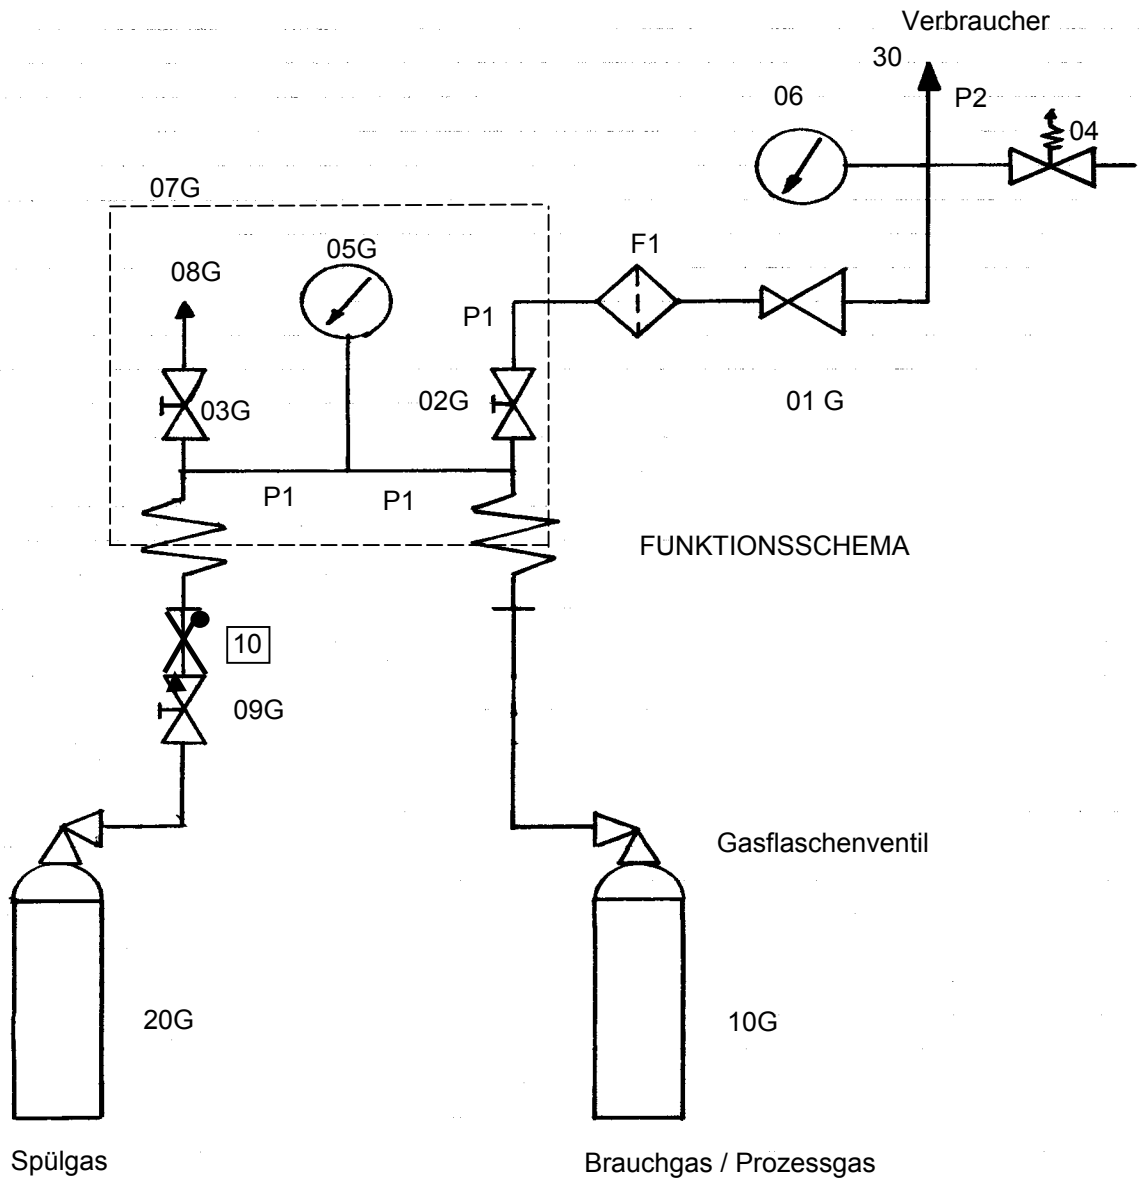 Verbraucher
30
P2
06
04
07G
05G
F1
08G
P1
03G
02G
01 G
P1
P1
FUNKTIONSSCHEMA
10
09G
Gasflaschenventil
20G
10G
Spülgas
Brauchgas / Prozessgas